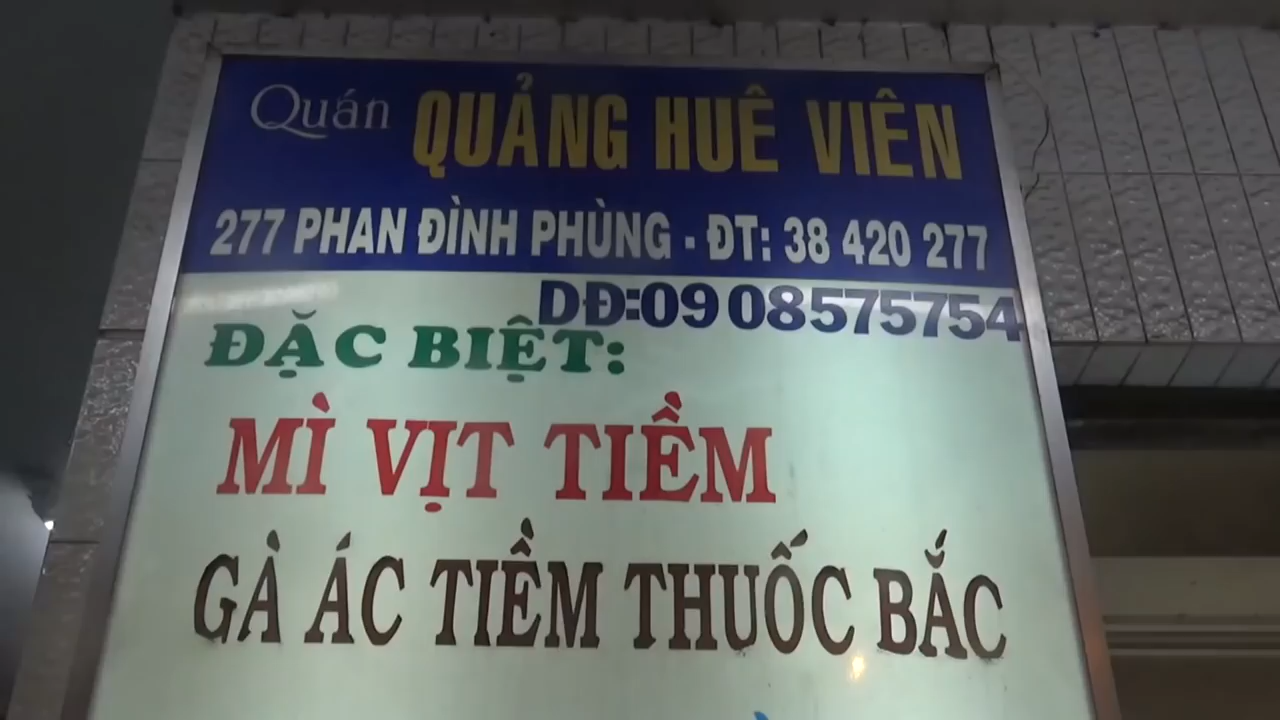 Quán QUẢNG HUÊ VIÊN
277 PHAN ĐÌNH PHÙNG - ĐT: 38 420 277
DĐ:09 08575754
ĐẶC BIỆT:
MÌ VỊT TIỀM
GÀ ÁC TIỀM THUỐC BẮC